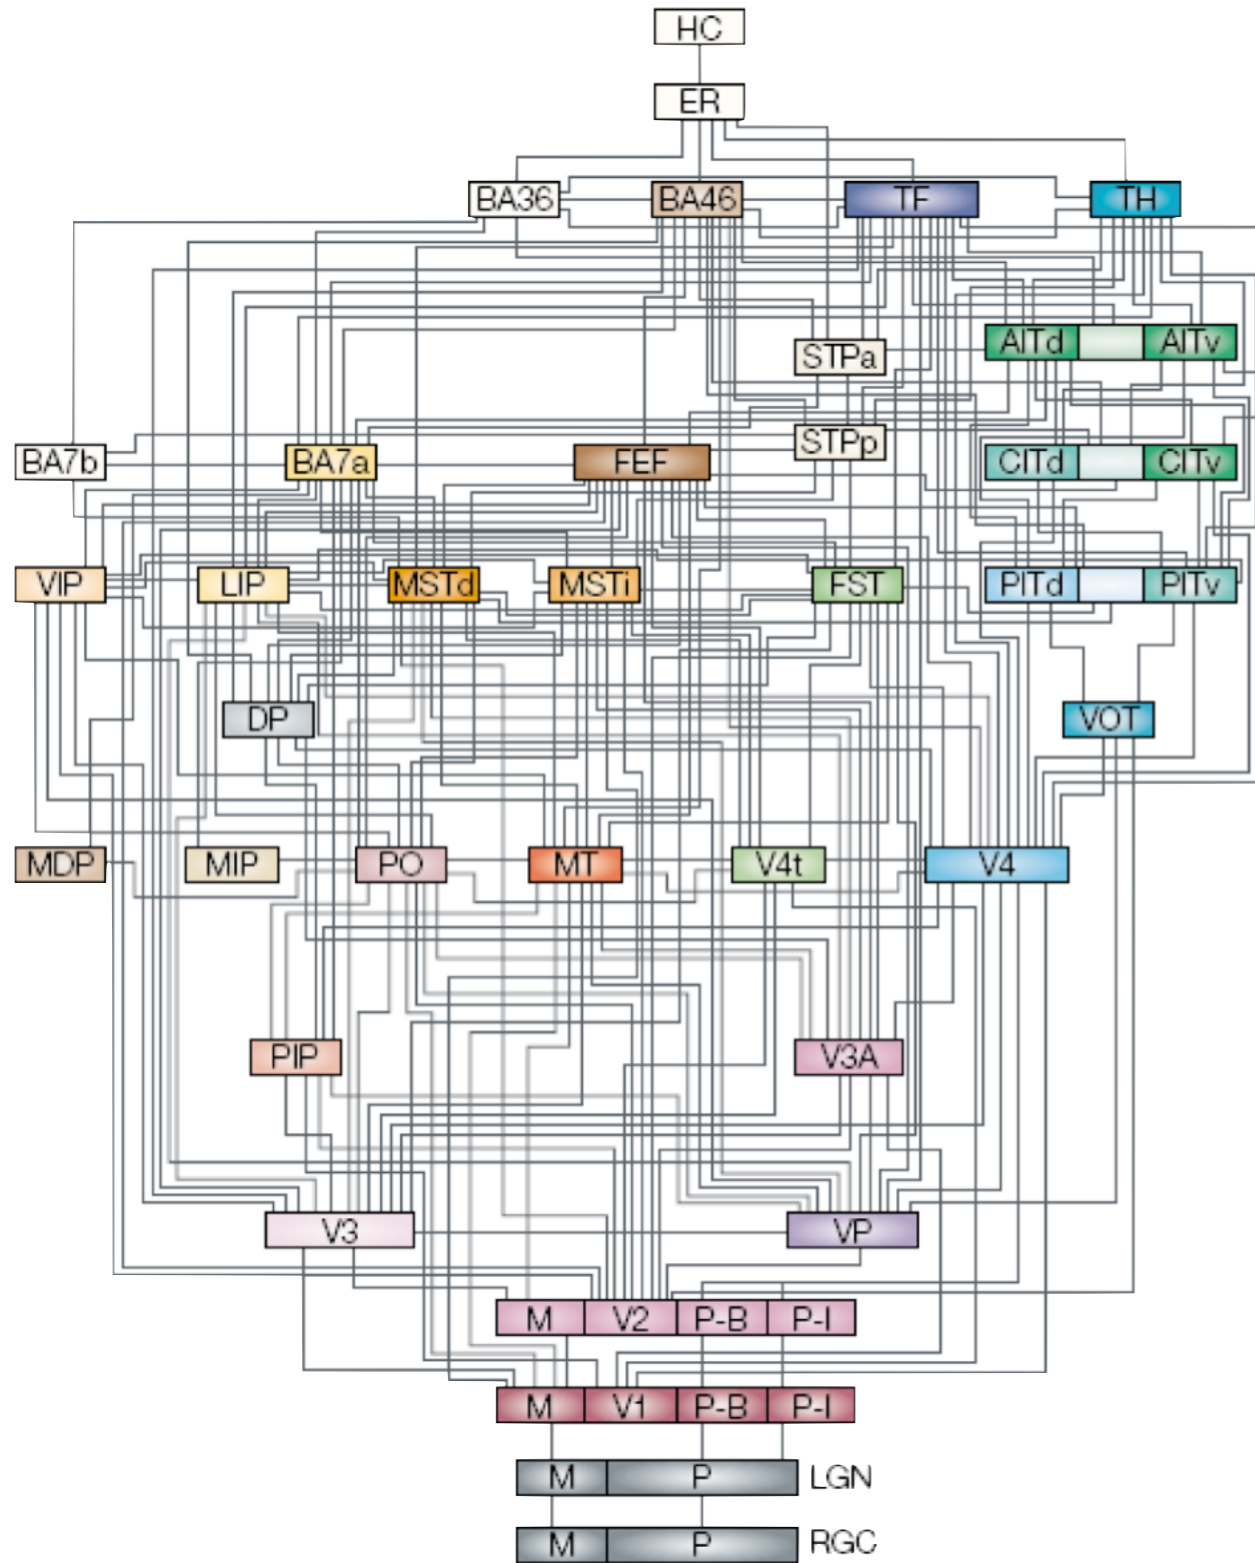 HC
ER
BA36 BA46 TF TH
AITd AITv
STPa
STPp
BA7b BA7a FEF CITd CITv
VIP LIP MSTd MSTi FST PITd PITv
DP VOT
MDP MIP PO MT V4t V4
PIP V3A
V3 VP
M V2 P-B P-I
M V1 P-B P-I
M P LGN
M P RGC